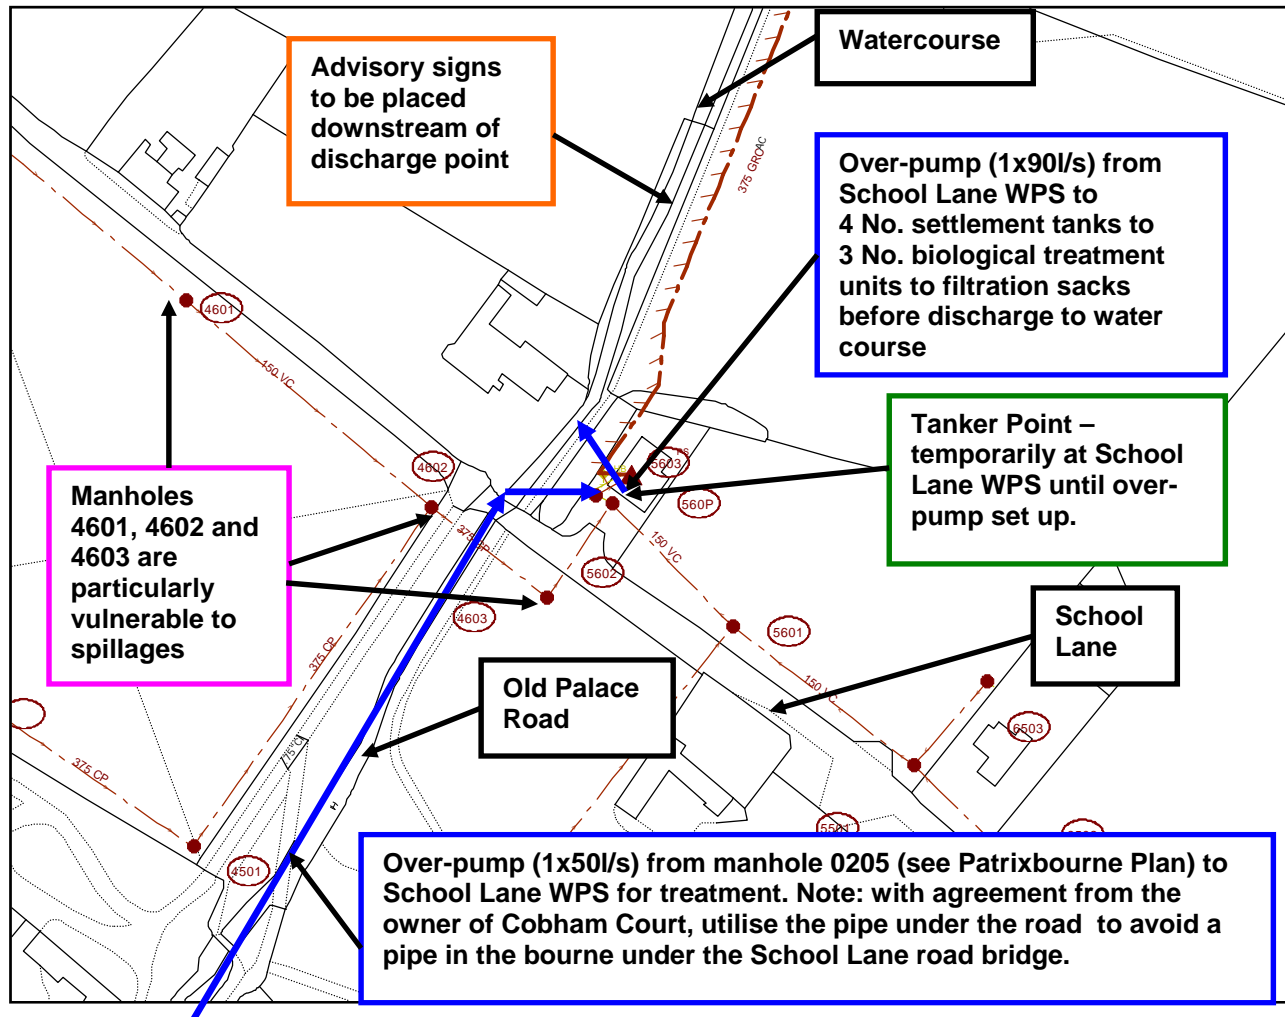 Watercourse
Advisory signs
to be placed
downstream of
discharge point
375 GRC
AC
Over-pump (1x90l/s) from
School Lane WPS to
4 No. settlement tanks to
3 No. biological treatment
units to filtration sacks
before discharge to water
course
4601
150 VC
Tanker Point –
temporarily at School
Lane WPS until over-
pump set up.
4602
5603
560P
Manholes
4601, 4602 and
4603 are
particularly
vulnerable to
spillages
375 CP
150 VC
5602
4603
5601
School
Lane
375 CP
Old Palace
Road
150 VC
6503
375 CP
5501
4501
Over-pump (1x50l/s) from manhole 0205 (see Patrixbourne Plan) to
School Lane WPS for treatment. Note: with agreement from the
owner of Cobham Court, utilise the pipe under the road to avoid a
pipe in the bourne under the School Lane road bridge.